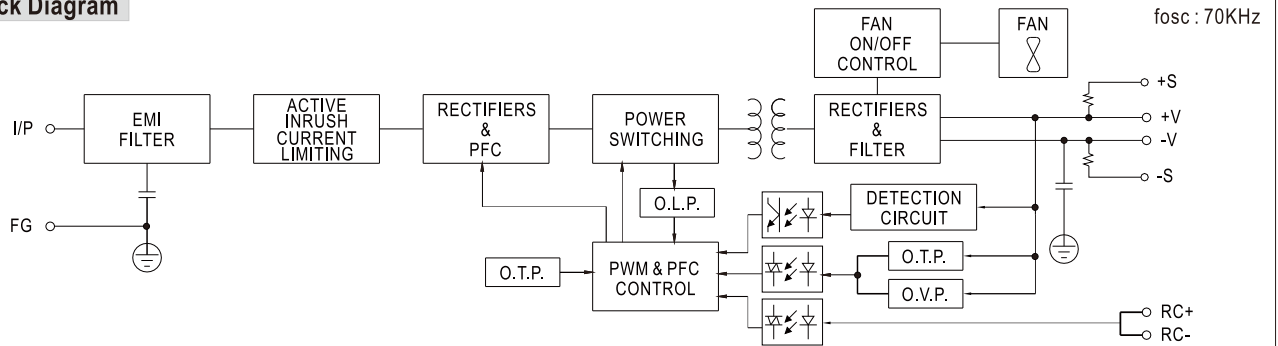 ck Diagram
fosc : 70KHz
FAN
ON/OFF
CONTROL
FAN
I/P
EMI
FILTER
ACTIVE
INRUSH
CURRENT
LIMITING
RECTIFIERS
&
PFC
POWER
SWITCHING
RECTIFIERS
&
FILTER
+S
+V
-V
-S
FG
O.L.P.
DETECTION
CIRCUIT
O.T.P.
PWM & PFC
CONTROL
O.T.P.
O.V.P.
RC+
RC-